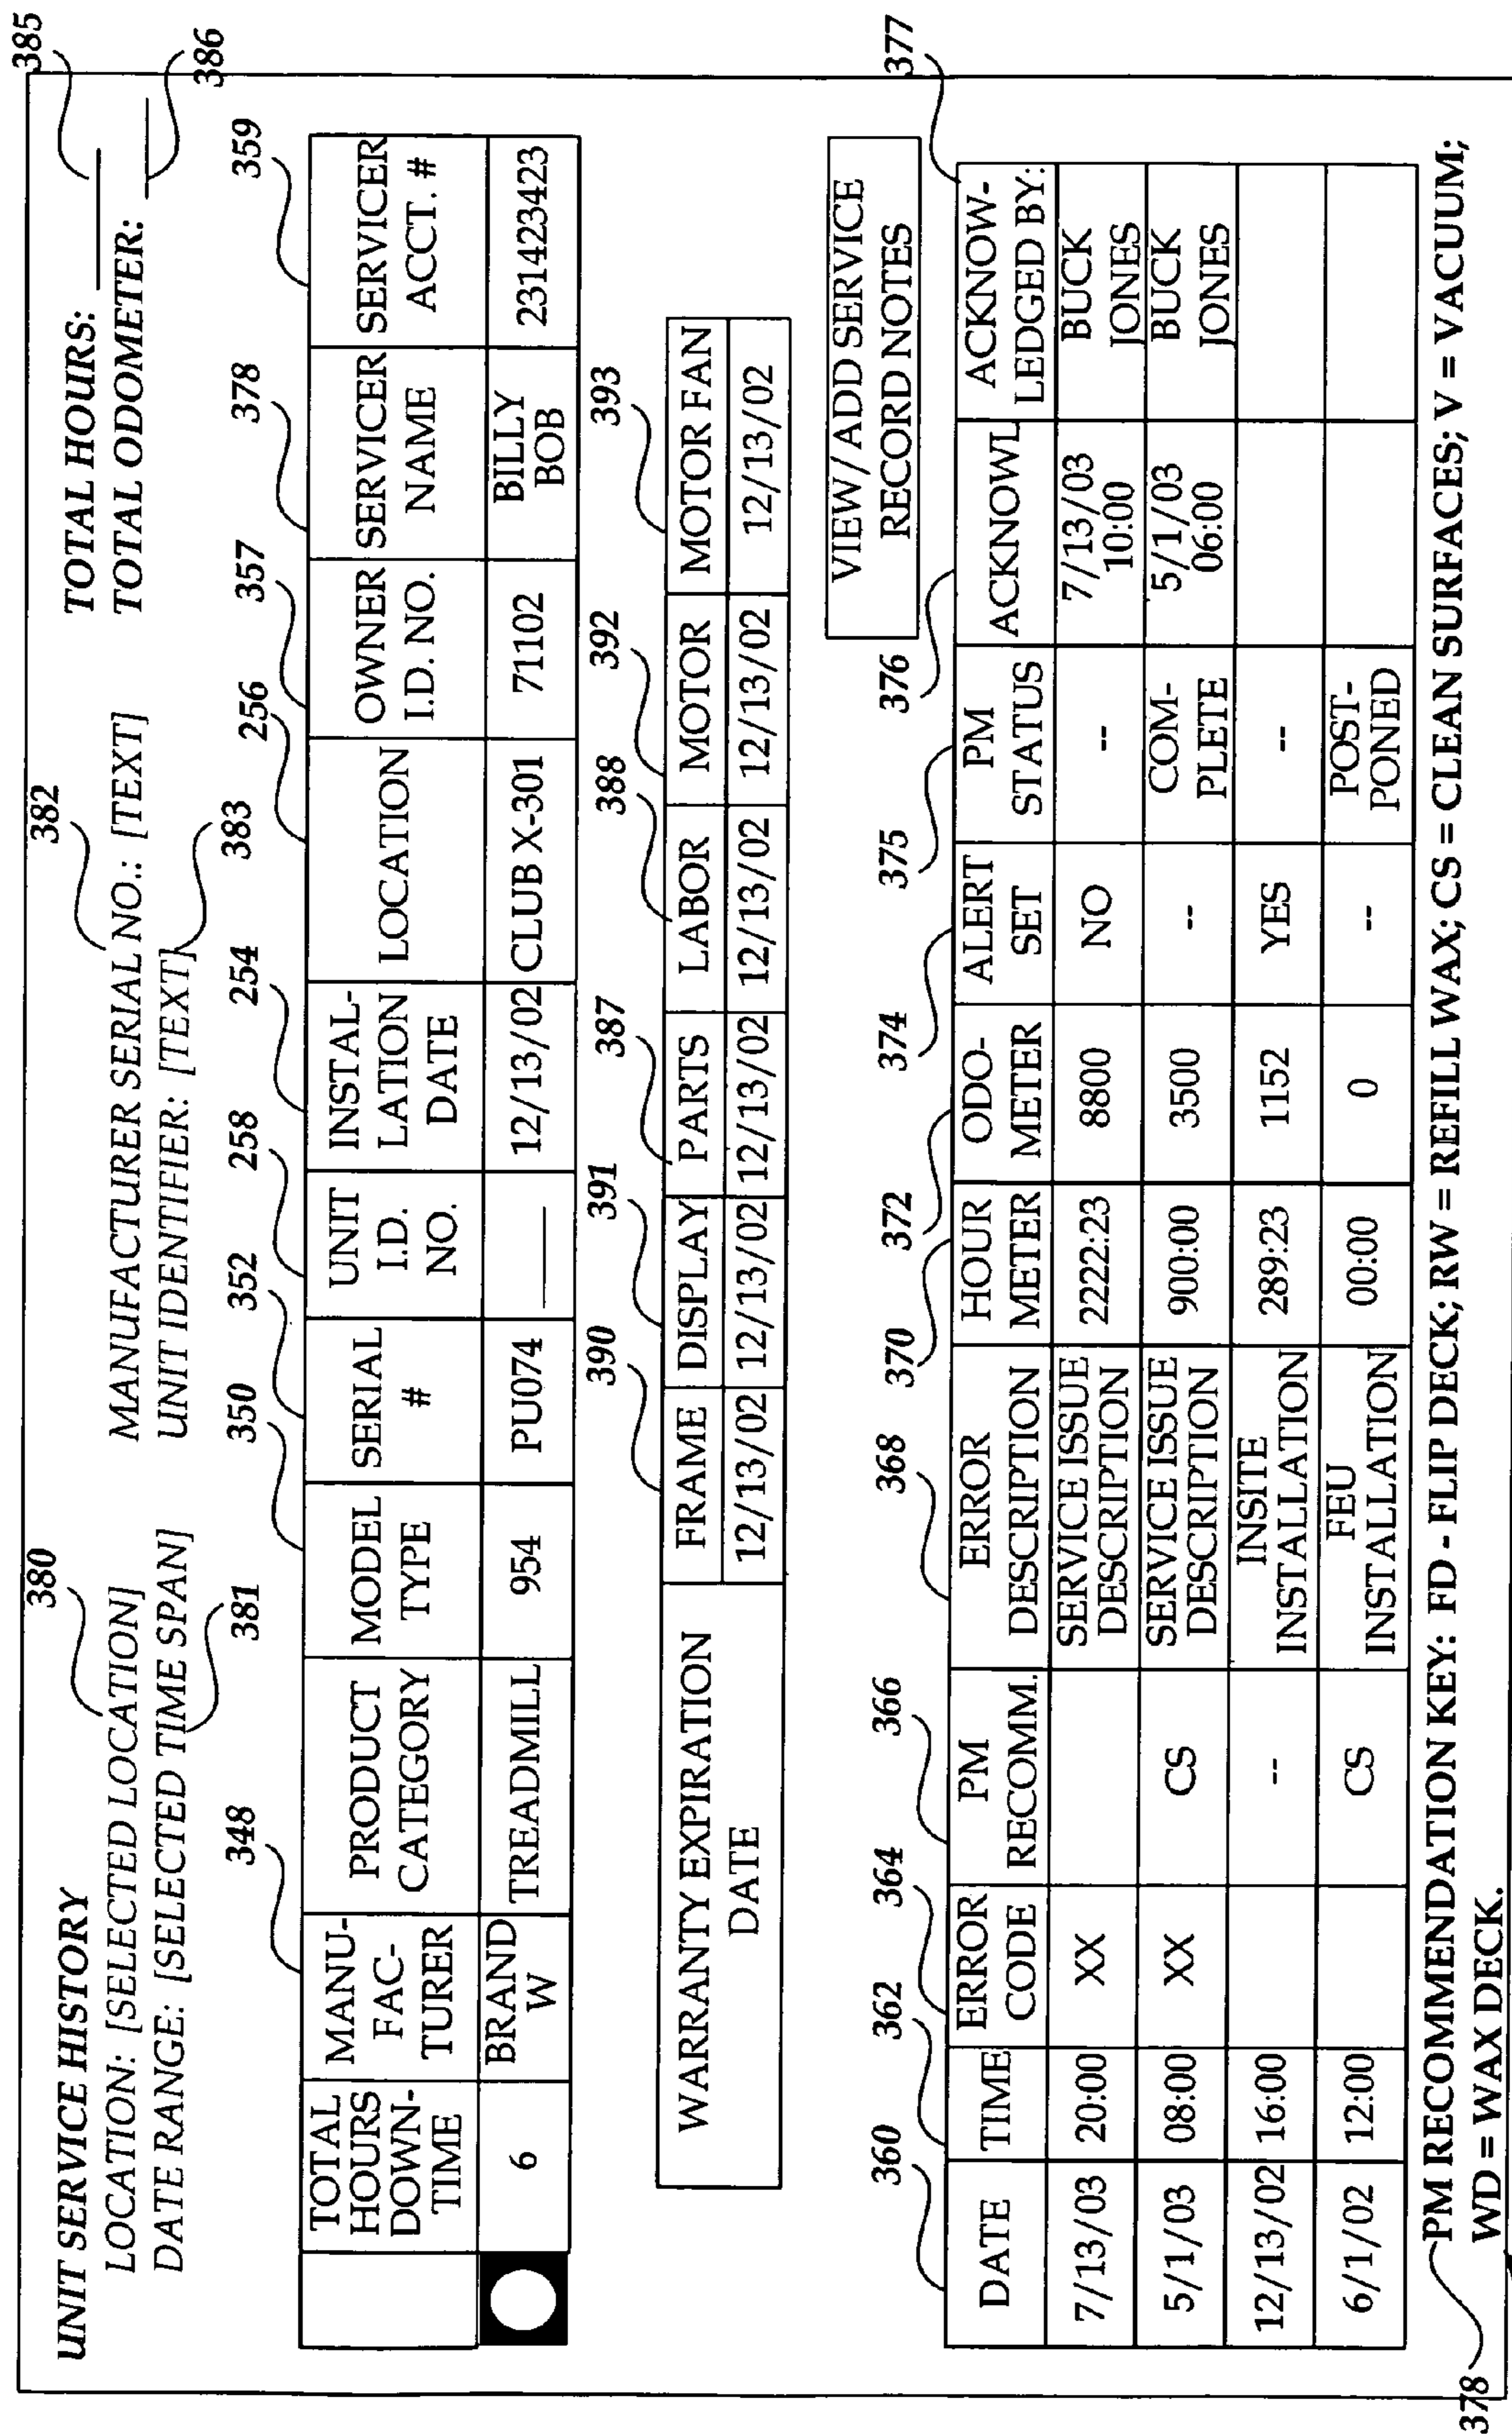 385
386
UNIT SERVICE HISTORY
380
LOCATION: [SELECTED LOCATION]
DATE RANGE: [SELECTED TIME SPAN]
381
382
MANUFACTURER SERIAL NO.: [TEXT]
UNIT IDENTIFIER: [TEXT]
383
TOTAL HOURS:
TOTAL ODOMETER:
348 350 352 258 254 256 357 378 359
TOTAL HOURS DOWN-TIME MANU-FAC-TURER PRODUCT CATEGORY MODEL TYPE SERIAL # UNIT I.D. NO. INSTAL-LATION DATE LOCATION OWNER I.D. NO. SERVICER NAME SERVICER ACCT. #
6 BRAND W TREADMILL 954 PU074 12/13/02 CLUB X-301 71102 BILLY BOB 231423423
390 391 387 388 392 393
WARRANTY EXPIRATION DATE FRAME DISPLAY PARTS LABOR MOTOR MOTOR FAN
12/13/02 12/13/02 12/13/02 12/13/02 12/13/02 12/13/02
VIEW/ADD SERVICE
RECORD NOTES
360 362 364 366 368 370 372 374 375 376 377
DATE TIME ERROR CODE PM RECOMM. ERROR DESCRIPTION HOUR METER ODO-METER ALERT SET PM STATUS ACKNOWL ACKNOW-LEDGED BY:
7/13/03 20:00 XX SERVICE ISSUE DESCRIPTION 2222:23 8800 NO -- 7/13/03 10:00 BUCK JONES
5/1/03 08:00 XX CS SERVICE ISSUE DESCRIPTION 900:00 3500 -- COM-PLETE 5/1/03 06:00 BUCK JONES
12/13/02 16:00 -- INSITE INSTALLATION 289:23 1152 YES --
6/1/02 12:00 CS FEU INSTALLATION 00:00 0 -- POST-PONED
PM RECOMMENDATION KEY: FD - FLIP DECK; RW = REFILL WAX; CS = CLEAN SURFACES; V = VACUUM;
WD = WAX DECK.
378